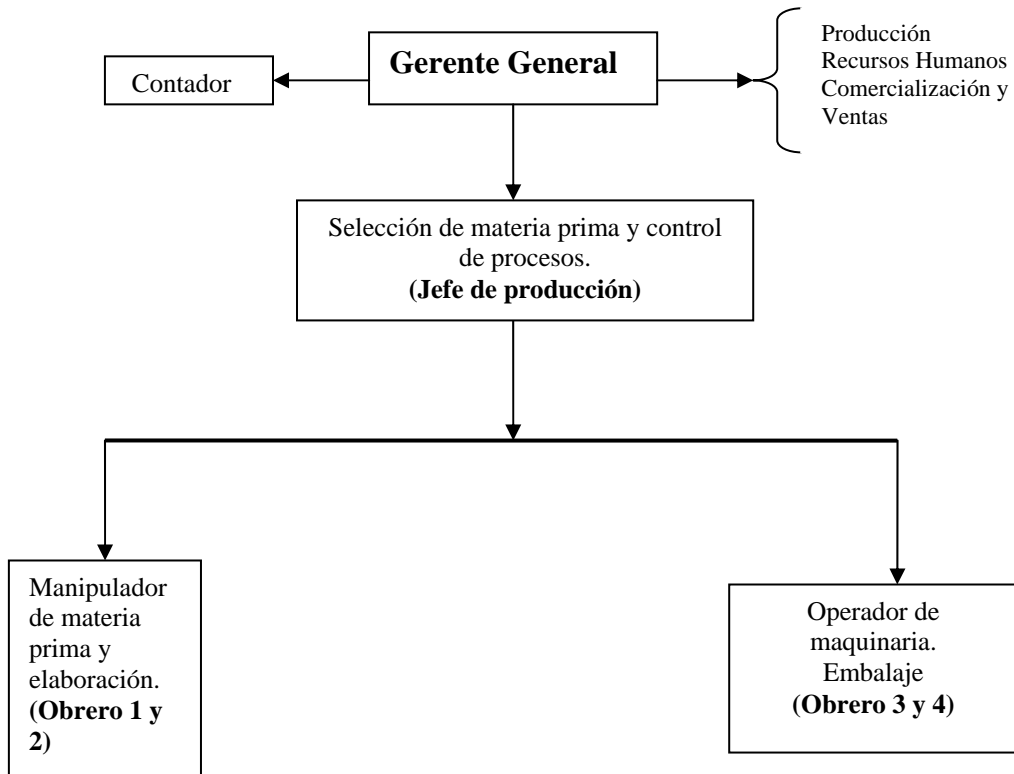 Gerente General
Contador
Producción
Recursos Humanos
Comercialización y
Ventas
Selección de materia prima y control
de procesos.
(Jefe de producción)
Manipulador
de materia
prima y
elaboración.
(Obrero 1 y
2)
Operador de
maquinaria.
Embalaje
(Obrero 3 y 4)